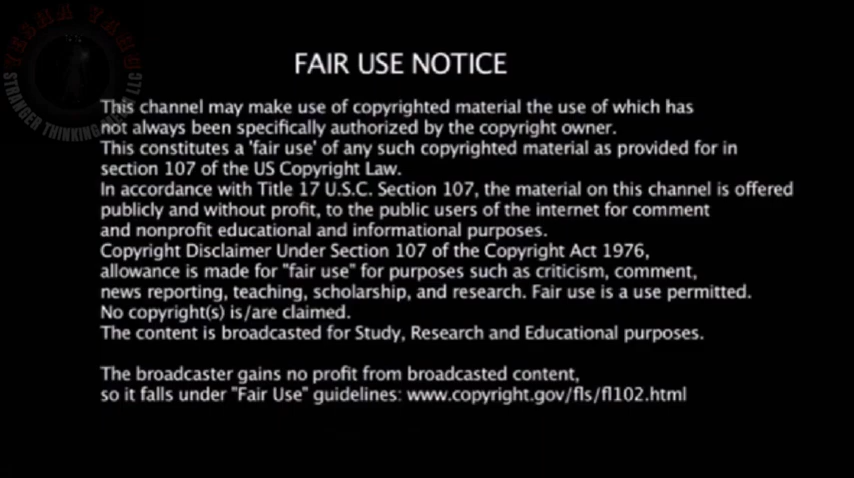 FAIR USE NOTICE
This channel may make use of copyrighted material the use of which has
not always been specifically authorized by the copyright owner.
This constitutes a 'fair use' of any such copyrighted material as provided for in
section 107 of the US Copyright Law.
In accordance with Title 17 U.S.C. Section 107, the material on this channel is offered
publicly and without profit, to the public users of the internet for comment
and nonprofit educational and informational purposes.
Copyright Disclaimer Under Section 107 of the Copyright Act 1976,
allowance is made for "fair use" for purposes such as criticism, comment,
news reporting, teaching, scholarship, and research. Fair use is a use permitted.
No copyright(s) is/are claimed.
The content is broadcasted for Study, Research and Educational purposes.
The broadcaster gains no profit from broadcasted content,
so it falls under "Fair Use" guidelines: www.copyright.gov/fls/fl102.html
STRANGER THINKING MEDIA LLC